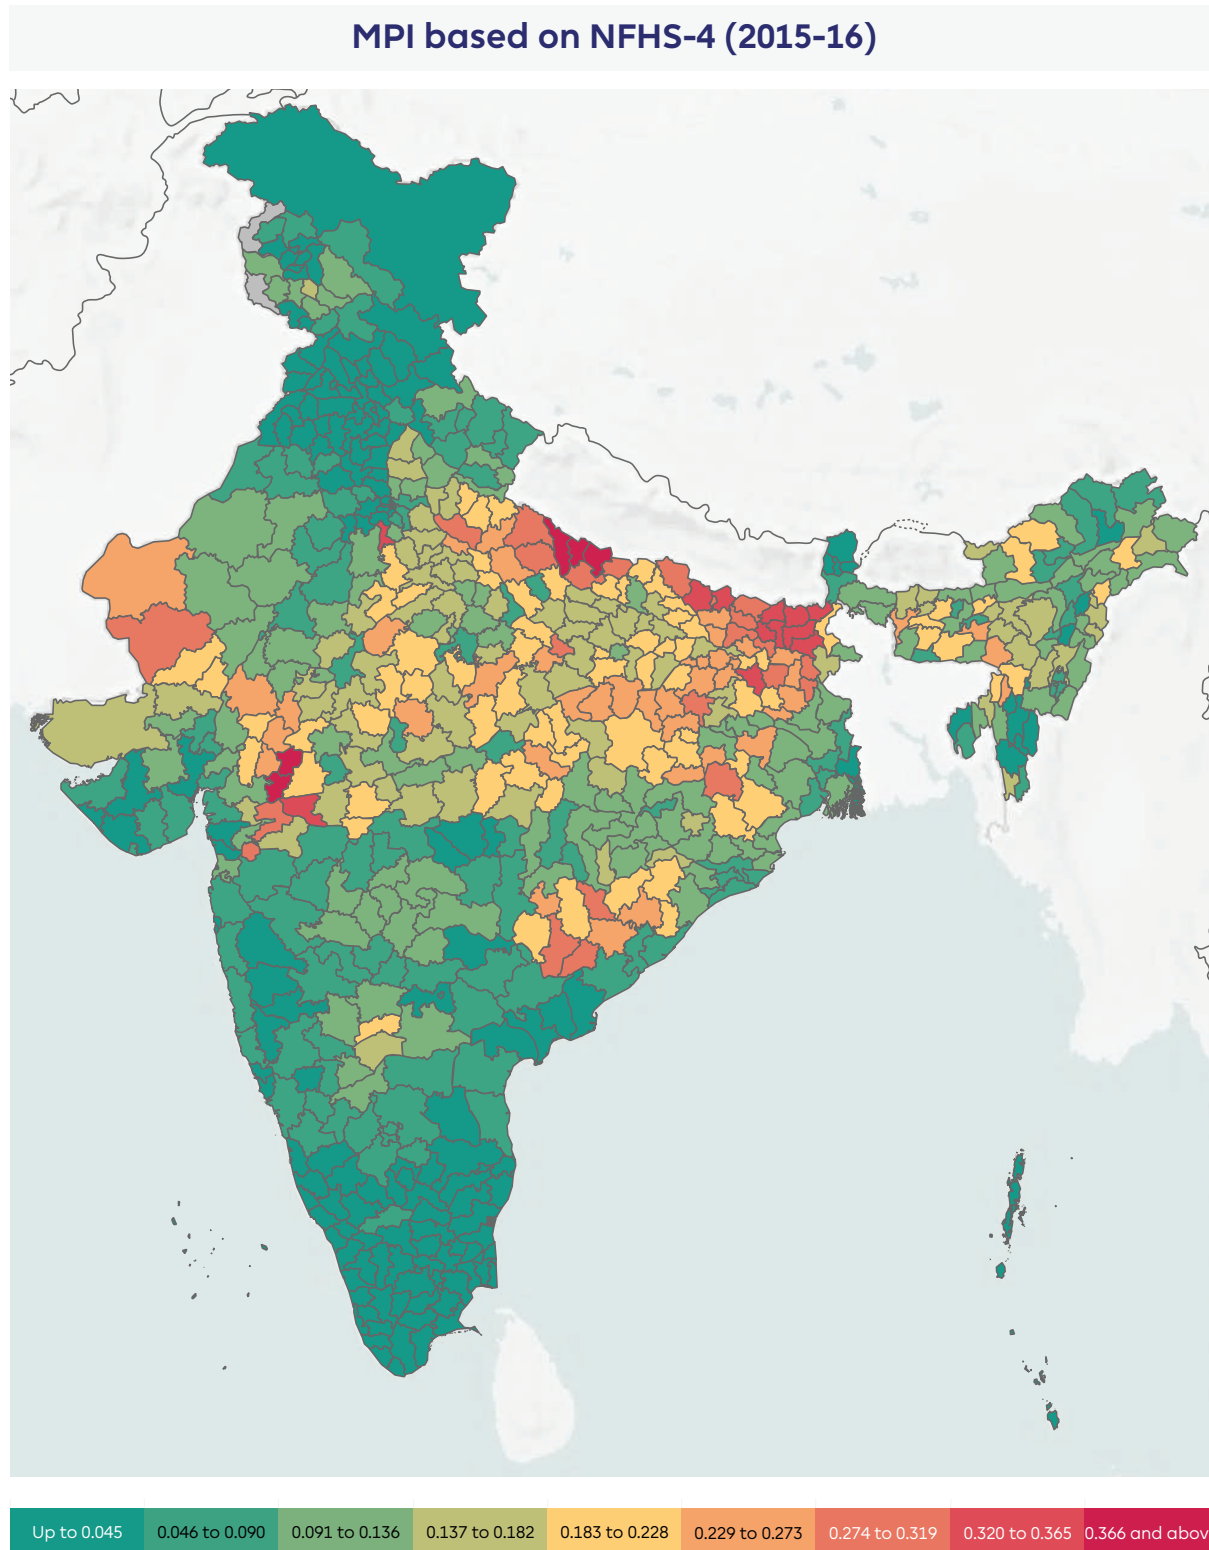 MPI based on NFHS-4 (2015-16)
Up to 0.045
0.046 to 0.090
0.091 to 0.136
0.137 to 0.182
0.183 to 0.228
0.229 to 0.273
0.274 to 0.319
0.320 to 0.365
0.366 and abov